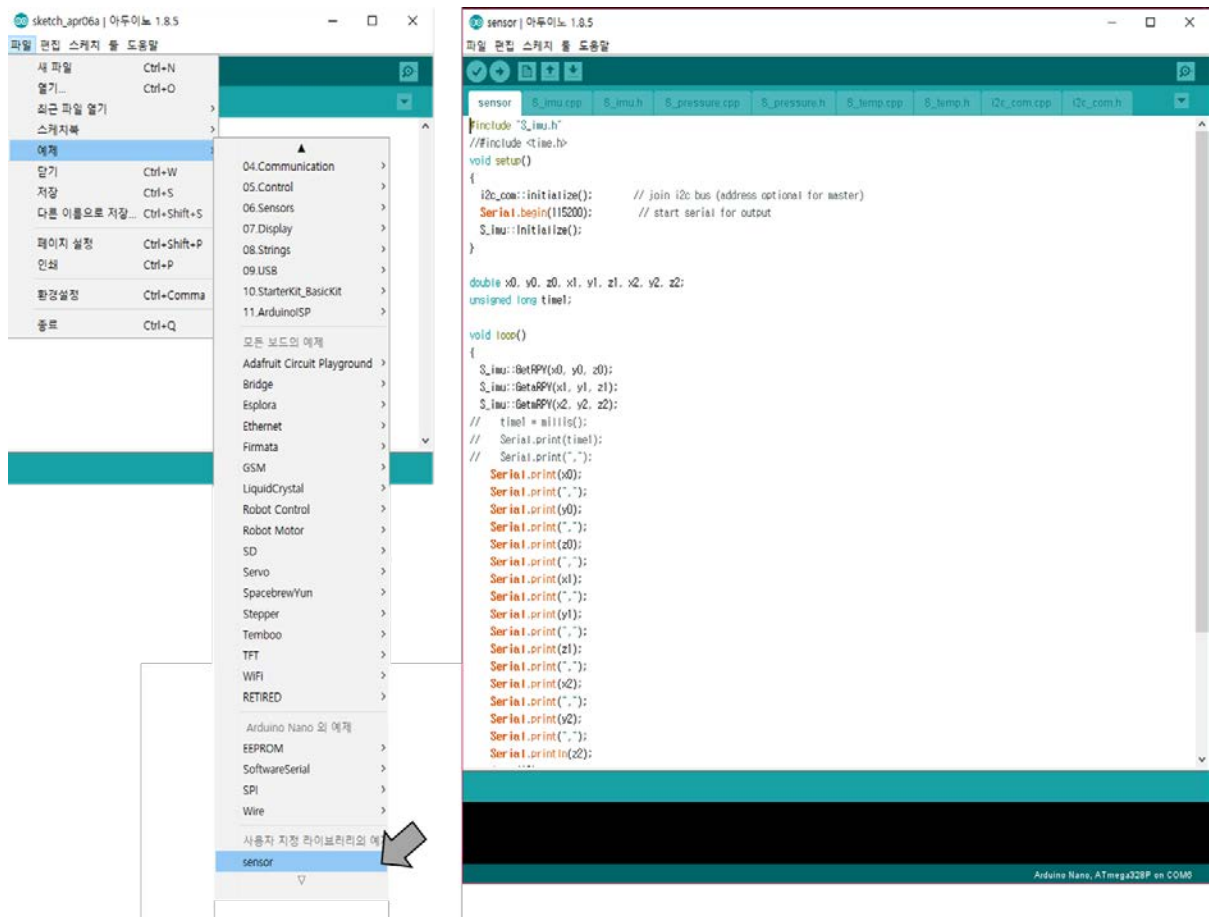 sketch_apr06a | 아두이노 1.8.5
파일 편집 스케치 툴 도움말
새 파일 Ctrl+N
열기... Ctrl+O
최근 파일 열기
스케치북
예제
닫기 Ctrl+W
저장 Ctrl+S
다른 이름으로 저장... Ctrl+Shift+S
페이지 설정 Ctrl+Shift+P
인쇄 Ctrl+P
환경설정 Ctrl+Comma
종료 Ctrl+Q
04.Communication
05.Control
06.Sensors
07.Display
08.Strings
09.USB
10.StarterKit_BasicKit
11.ArduinoISP
모든 보드의 예제
Adafruit Circuit Playground
Bridge
Esplora
Ethernet
Firmata
GSM
LiquidCrystal
Robot Control
Robot Motor
SD
Servo
SpacebrewYun
Stepper
Temboo
TFT
WiFi
RETIRED
Arduino Nano 의 예제
EEPROM
SoftwareSerial
SPI
Wire
사용자 지정 라이브러리의 예
sensor
sensor | 아두이노 1.8.5
파일 편집 스케치 툴 도움말
sensor S_imu.cpp S_imu.h S_pressure.cpp S_pressure.h S_temp.cpp S_temp.h i2c_com.cpp i2c_com.h
#include "S_imu.h"
//#include <time.h>
void setup()
{
i2c_com::initialize(); // join i2c bus (address optional for master)
Serial.begin(115200); // start serial for output
S_imu::Initialize();
}
double x0, y0, z0, x1, y1, z1, x2, y2, z2;
unsigned long time1;
void loop()
{
S_imu::GetRPY(x0, y0, z0);
S_imu::GetaRPY(x1, y1, z1);
S_imu::GetmRPY(x2, y2, z2);
// time1 = millis();
// Serial.print(time1);
// Serial.print(",");
Serial.print(x0);
Serial.print(",");
Serial.print(y0);
Serial.print(",");
Serial.print(z0);
Serial.print(",");
Serial.print(x1);
Serial.print(",");
Serial.print(y1);
Serial.print(",");
Serial.print(z1);
Serial.print(",");
Serial.print(x2);
Serial.print(",");
Serial.print(y2);
Serial.print(",");
Serial.println(z2);
Arduino Nano, ATmega328P on COM6